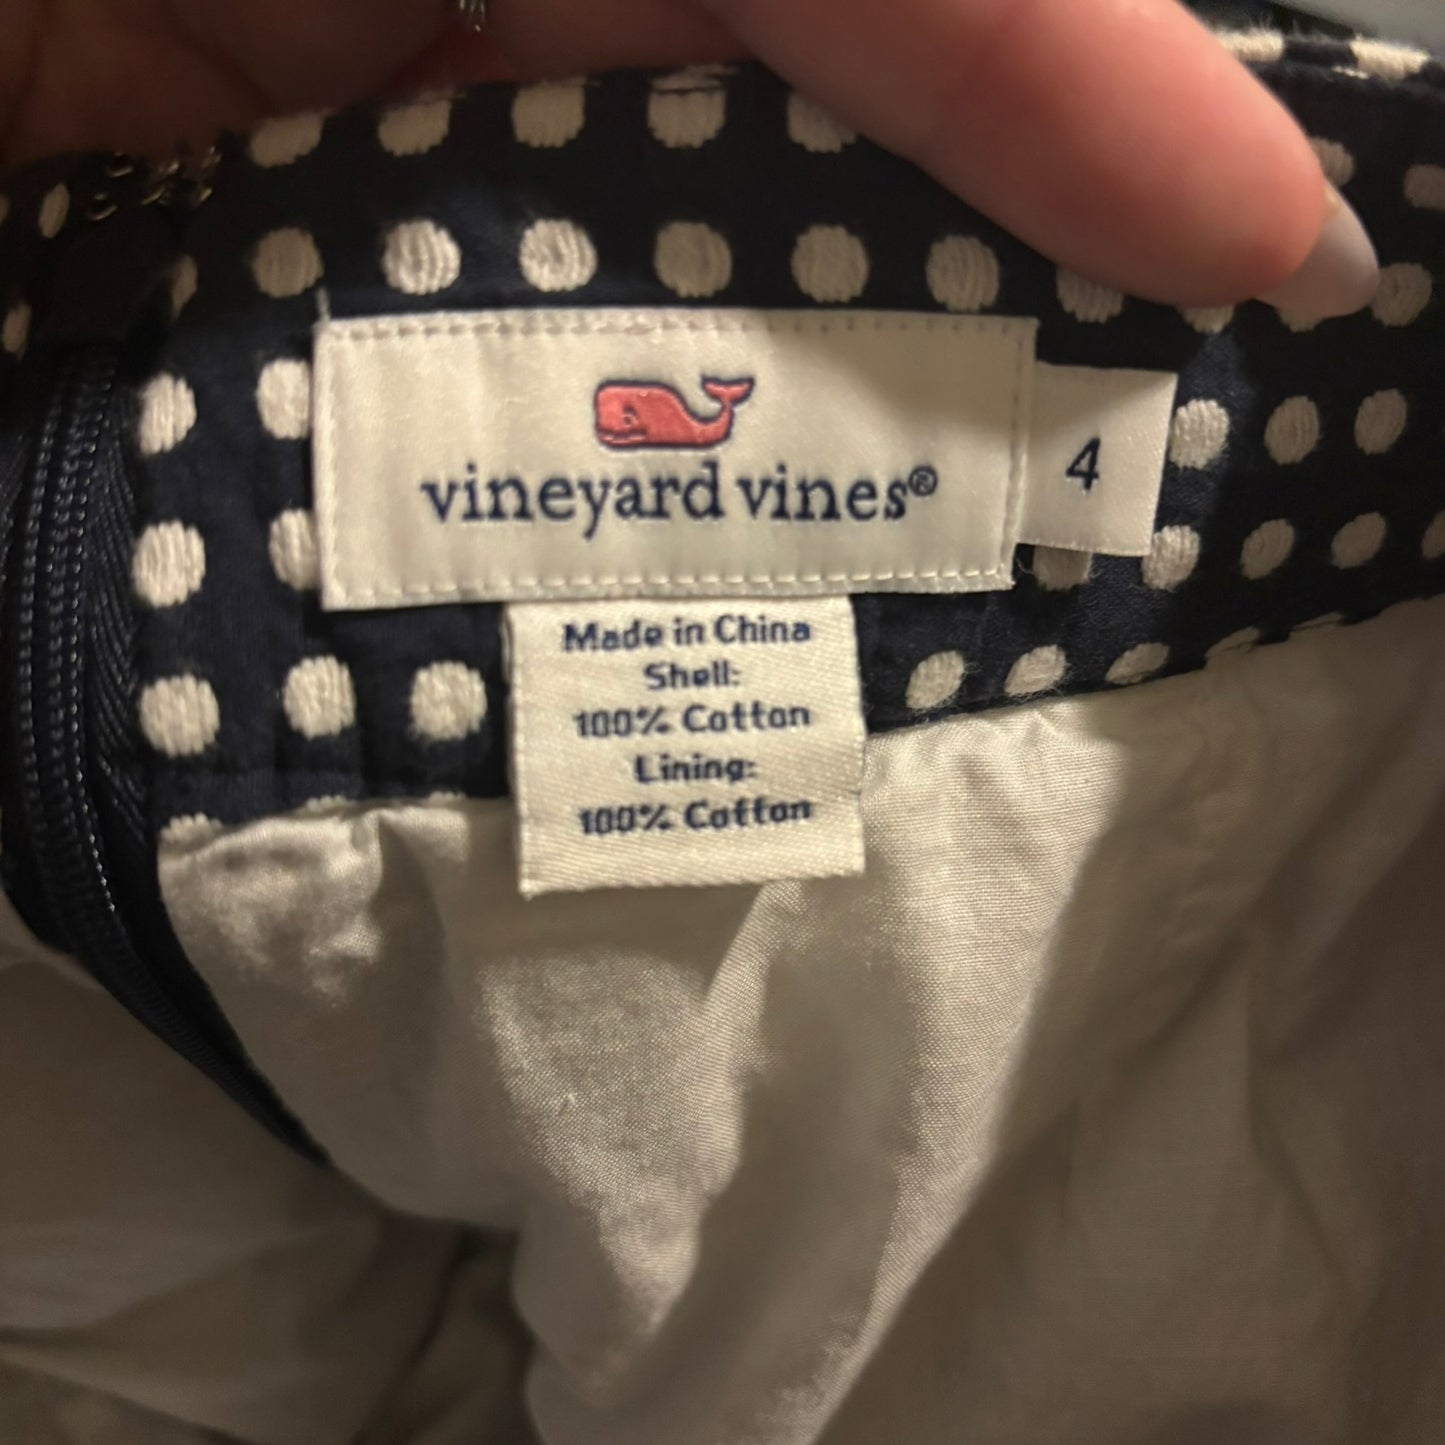 vineyard vines®
4
Made in China
Shell:
100% Cotton
Lining:
100% Cotton